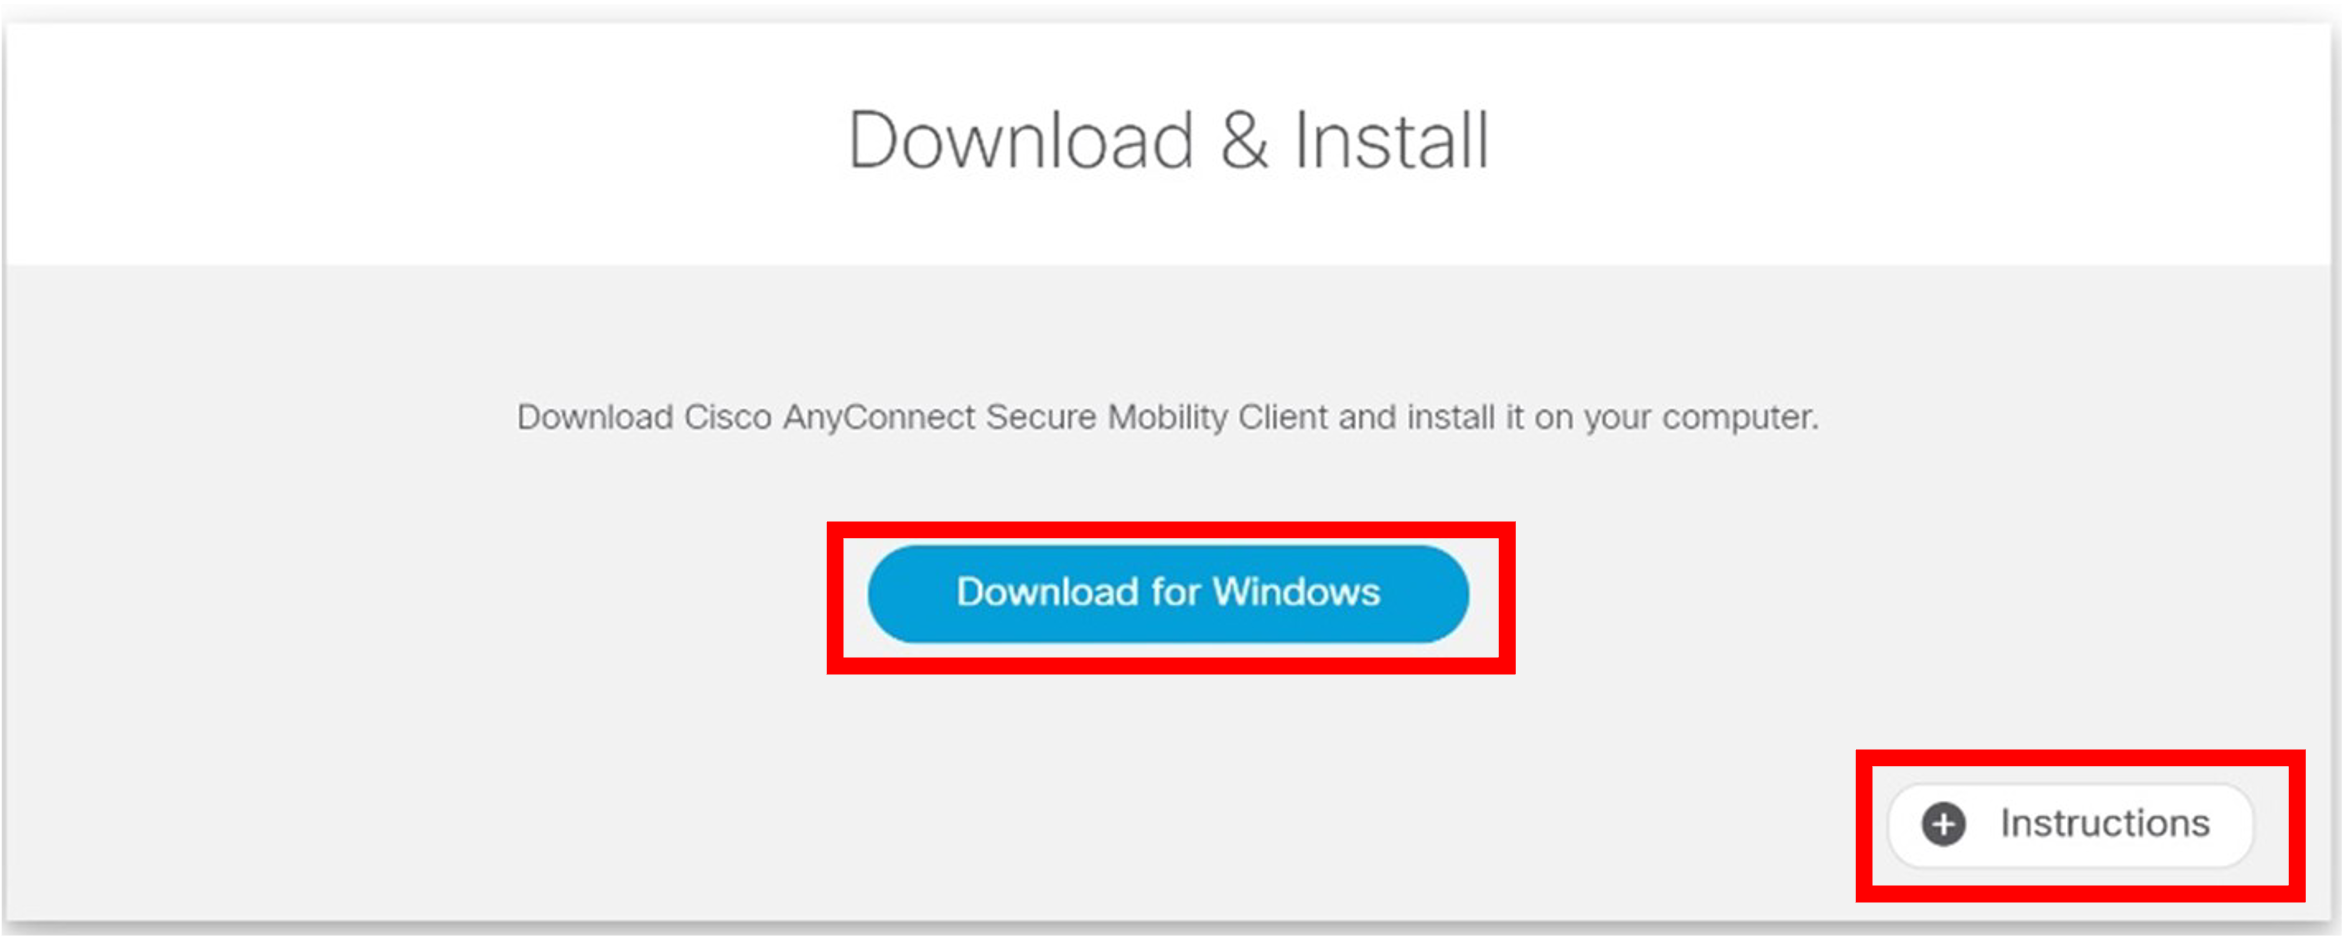 Download & Install
Download Cisco AnyConnect Secure Mobility Client and install it on your computer.
Download for Windows
Instructions